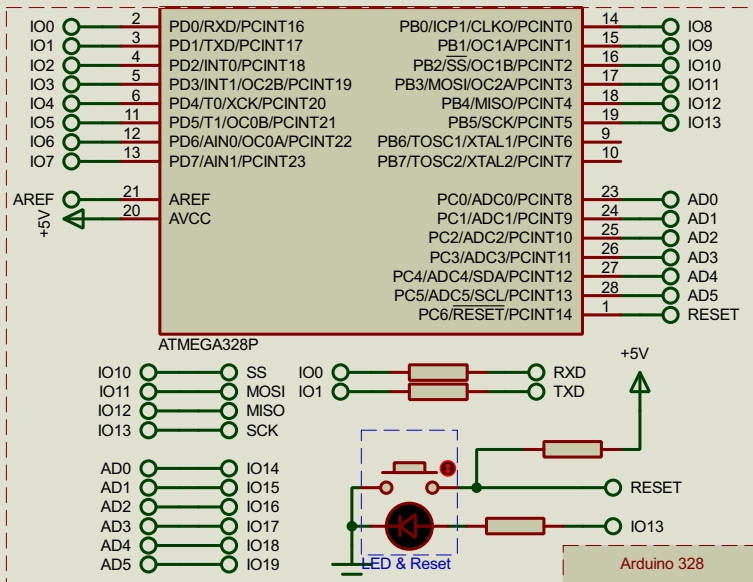 IO0 2 PD0/RXD/PCINT16 PB0/ICP1/CLKO/PCINT0 14 IO8
IO1 3 PD1/TXD/PCINT17 PB1/OC1A/PCINT1 15 IO9
IO2 4 PD2/INT0/PCINT18 PB2/SS/OC1B/PCINT2 16 IO10
IO3 5 PD3/INT1/OC2B/PCINT19 PB3/MOSI/OC2A/PCINT3 17 IO11
IO4 6 PD4/T0/XCK/PCINT20 PB4/MISO/PCINT4 18 IO12
IO5 11 PD5/T1/OC0B/PCINT21 PB5/SCK/PCINT5 19 IO13
IO6 12 PD6/AIN0/OC0A/PCINT22 PB6/TOSC1/XTAL1/PCINT6 9
IO7 13 PD7/AIN1/PCINT23 PB7/TOSC2/XTAL2/PCINT7 10
AREF 21 AREF PC0/ADC0/PCINT8 23 AD0
+5V 20 AVCC PC1/ADC1/PCINT9 24 AD1
PC2/ADC2/PCINT10 25 AD2
PC3/ADC3/PCINT11 26 AD3
PC4/ADC4/SDA/PCINT12 27 AD4
PC5/ADC5/SCL/PCINT13 28 AD5
PC6/RESET/PCINT14 1 RESET
ATMEGA328P
+5V
IO10 SS IO0 RXD
IO11 MOSI IO1 TXD
IO12 MISO
IO13 SCK
AD0 IO14
AD1 IO15 RESET
AD2 IO16
AD3 IO17 IO13
AD4 IO18
AD5 IO19 LED & Reset Arduino 328